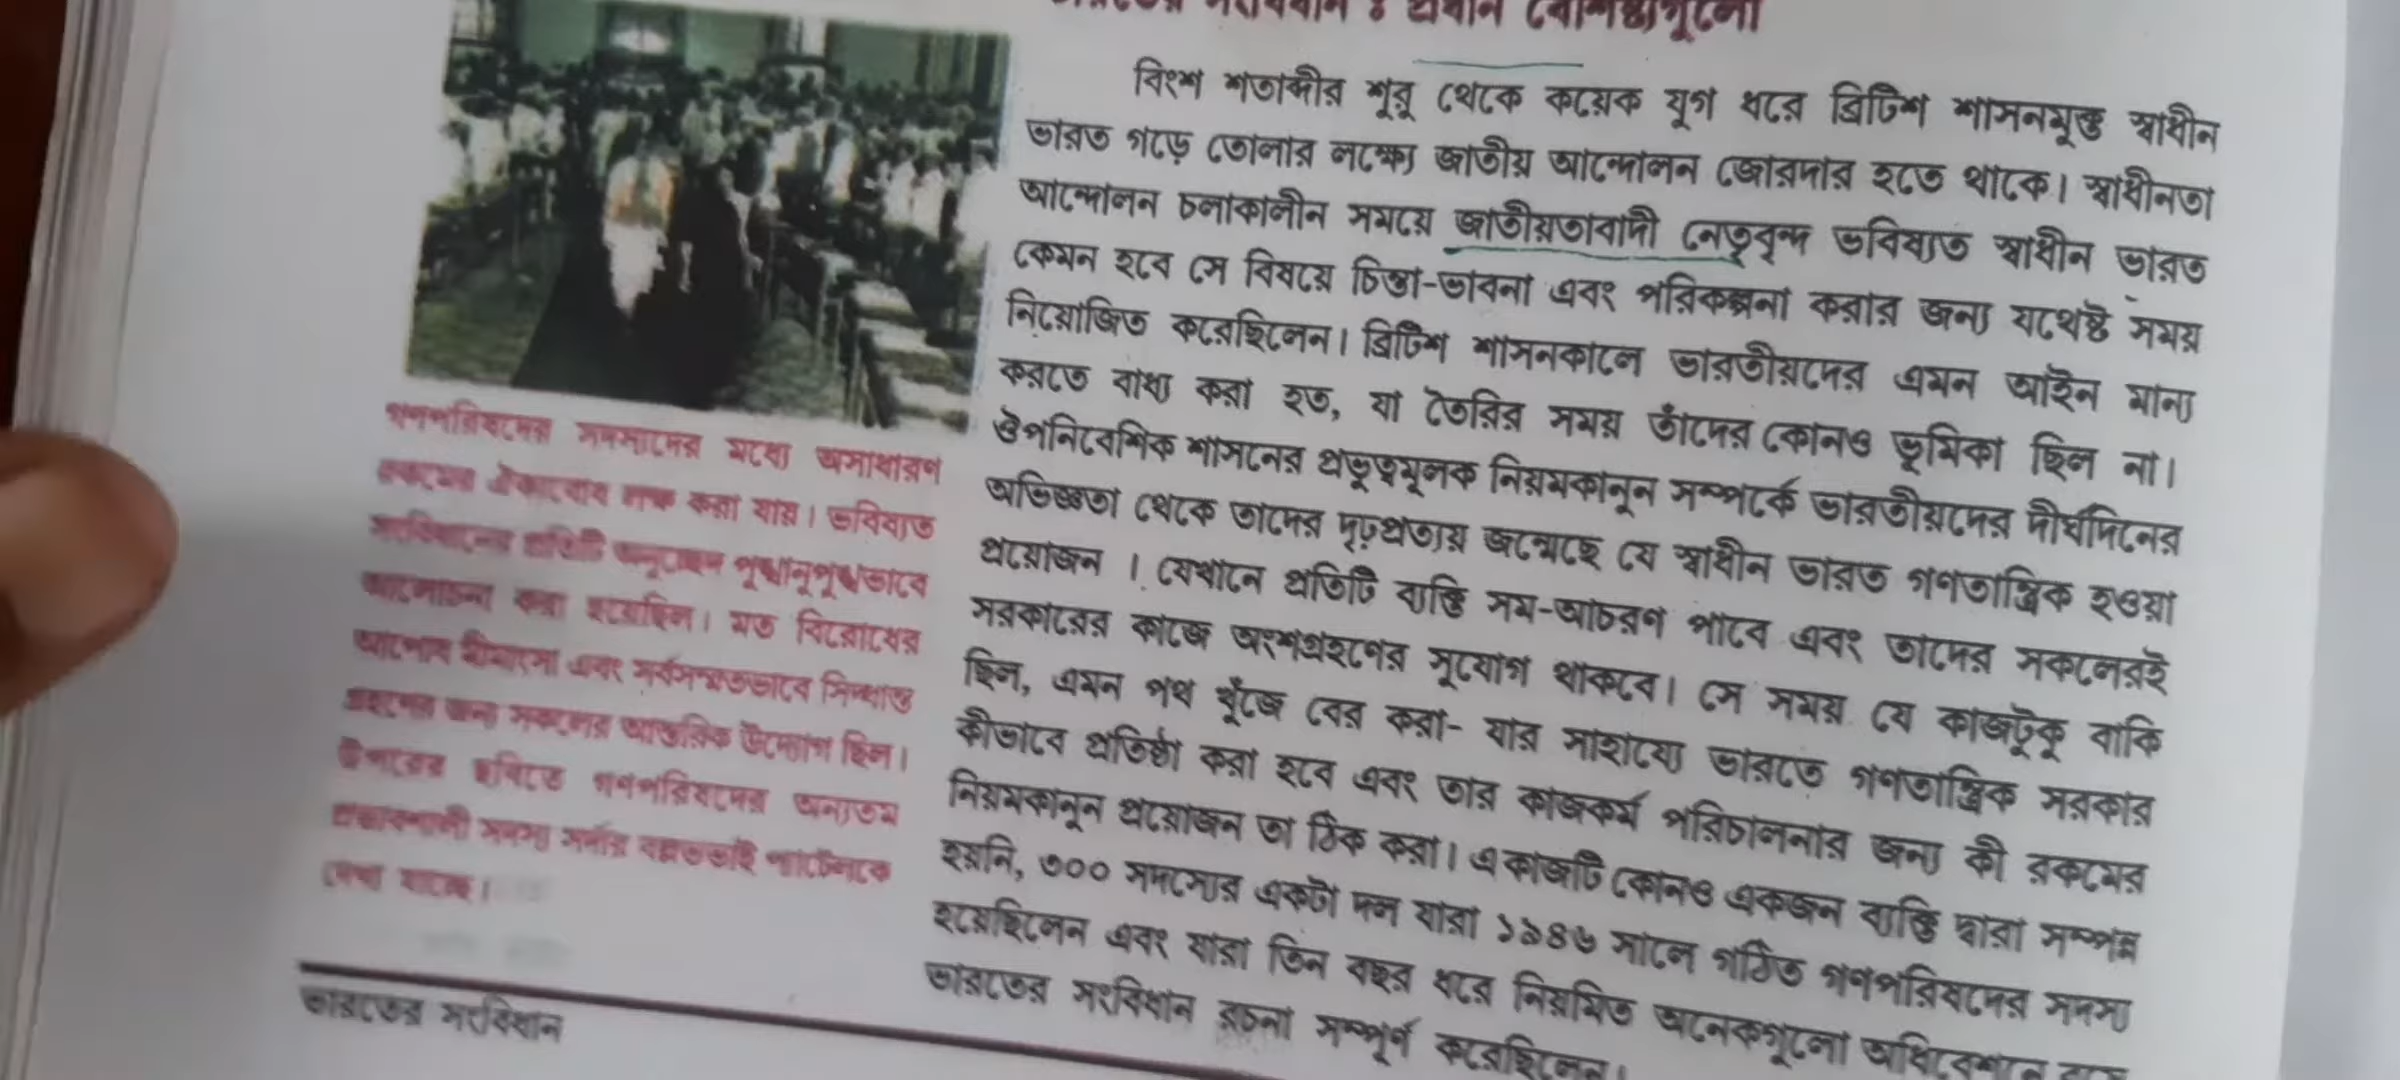 ভারতের সংবিধান : প্রধান বৈশিষ্ট্যগুলো
বিংশ শতাব্দীর শুরু থেকে কয়েক যুগ ধরে ব্রিটিশ শাসনমুক্ত স্বাধীন
ভারত গড়ে তোলার লক্ষ্যে জাতীয় আন্দোলন জোরদার হতে থাকে। স্বাধীনতা
আন্দোলন চলাকালীন সময়ে জাতীয়তাবাদী নেতৃবৃন্দ ভবিষ্যত স্বাধীন ভারত
কেমন হবে সে বিষয়ে চিন্তা-ভাবনা এবং পরিকল্পনা করার জন্য যথেষ্ট সময়
নিয়োজিত করেছিলেন। ব্রিটিশ শাসনকালে ভারতীয়দের এমন আইন মান্য
করতে বাধ্য করা হত, যা তৈরির সময় তাঁদের কোনও ভূমিকা ছিল না।
ঔপনিবেশিক শাসনের প্রভুত্বমূলক নিয়মকানুন সম্পর্কে ভারতীয়দের দীর্ঘদিনের
অভিজ্ঞতা থেকে তাদের দৃঢ়প্রত্যয় জন্মেছে যে স্বাধীন ভারত গণতান্ত্রিক হওয়া
প্রয়োজন । যেখানে প্রতিটি ব্যক্তি সম-আচরণ পাবে এবং তাদের সকলেরই
সরকারের কাজে অংশগ্রহণের সুযোগ থাকবে। সে সময় যে কাজটুকু বাকি
ছিল, এমন পথ খুঁজে বের করা- যার সাহায্যে ভারতে গণতান্ত্রিক সরকার
কীভাবে প্রতিষ্ঠা করা হবে এবং তার কাজকর্ম পরিচালনার জন্য কী রকমের
নিয়মকানুন প্রয়োজন তা ঠিক করা। একাজটি কোনও একজন ব্যক্তি দ্বারা সম্পন্ন
হয়নি, ৩০০ সদস্যের একটা দল যারা ১৯৪৬ সালে গঠিত গণপরিষদের সদস্য
হয়েছিলেন এবং যারা তিন বছর ধরে নিয়মিত অনেকগুলো অধিবেশনে
ভারতের সংবিধান রচনা সম্পূর্ণ করেছিলেন।
গণপরিষদের সদস্যদের মধ্যে অসাধারণ
রকমের ঐক্যবোধ লক্ষ করা যায়। ভবিষ্যত
সংবিধানের প্রতিটি অনুচ্ছেদ পুঙ্খানুপুঙ্খভাবে
আলোচনা করা হয়েছিল। মত বিরোধের
আপোষ মীমাংসা এবং সর্বসম্মতভাবে সিদ্ধান্ত
গ্রহণের জন্য সকলের আন্তরিক উদ্যোগ ছিল।
উপরের ছবিতে গণপরিষদের অন্যতম
প্রভাবশালী সদস্য সর্দার বল্লভভাই প্যাটেলকে
দেখা যাচ্ছে।
ভারতের সংবিধান